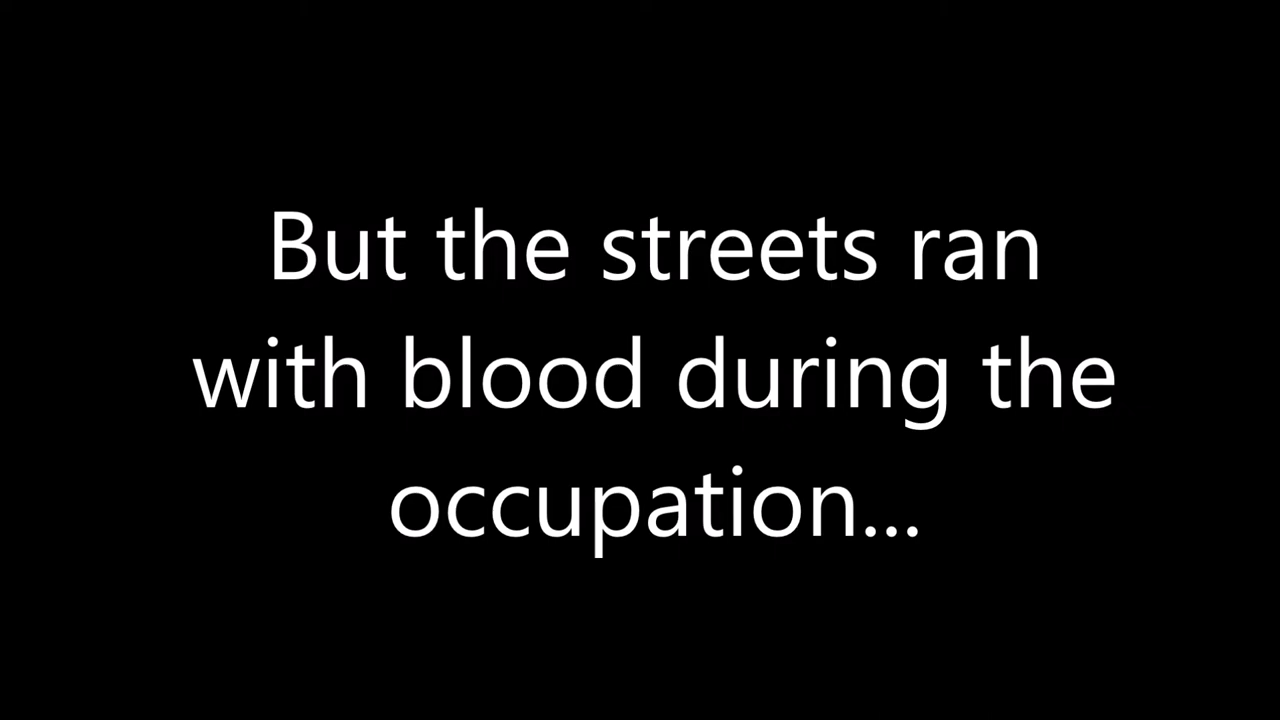 But the streets ran
with blood during the
occupation...